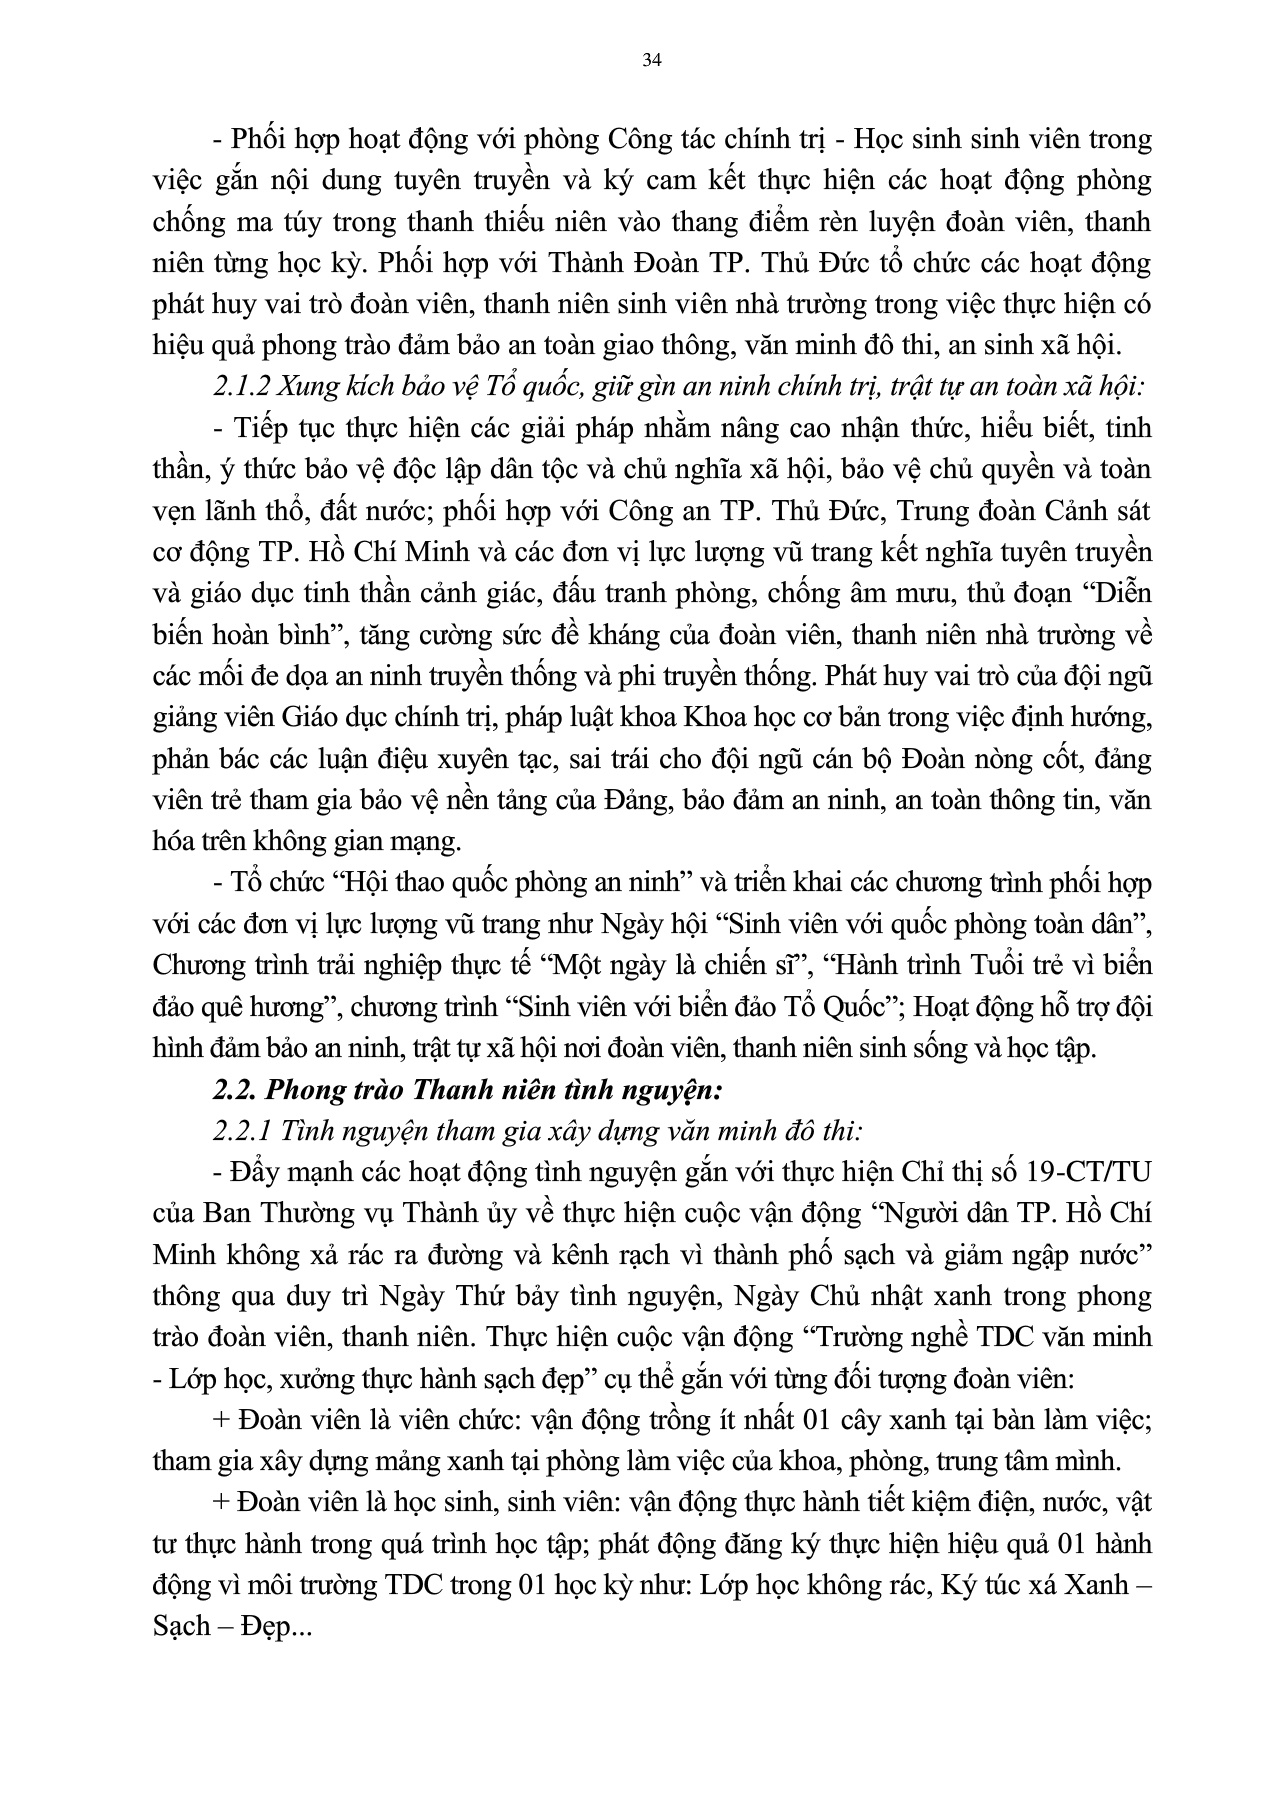 34
- Phối hợp hoạt động với phòng Công tác chính trị - Học sinh sinh viên trong
việc gắn nội dung tuyên truyền và ký cam kết thực hiện các hoạt động phòng
chống ma túy trong thanh thiếu niên vào thang điểm rèn luyện đoàn viên, thanh
niên từng học kỳ. Phối hợp với Thành Đoàn TP. Thủ Đức tổ chức các hoạt động
phát huy vai trò đoàn viên, thanh niên sinh viên nhà trường trong việc thực hiện có
hiệu quả phong trào đảm bảo an toàn giao thông, văn minh đô thi, an sinh xã hội.
2.1.2 Xung kích bảo vệ Tổ quốc, giữ gìn an ninh chính trị, trật tự an toàn xã hội:
- Tiếp tục thực hiện các giải pháp nhằm nâng cao nhận thức, hiểu biết, tinh
thần, ý thức bảo vệ độc lập dân tộc và chủ nghĩa xã hội, bảo vệ chủ quyền và toàn
vẹn lãnh thổ, đất nước; phối hợp với Công an TP. Thủ Đức, Trung đoàn Cảnh sát
cơ động TP. Hồ Chí Minh và các đơn vị lực lượng vũ trang kết nghĩa tuyên truyền
và giáo dục tinh thần cảnh giác, đấu tranh phòng, chống âm mưu, thủ đoạn “Diễn
biến hoàn bình”, tăng cường sức đề kháng của đoàn viên, thanh niên nhà trường về
các mối đe dọa an ninh truyền thống và phi truyền thống. Phát huy vai trò của đội ngũ
giảng viên Giáo dục chính trị, pháp luật khoa Khoa học cơ bản trong việc định hướng,
phản bác các luận điệu xuyên tạc, sai trái cho đội ngũ cán bộ Đoàn nòng cốt, đảng
viên trẻ tham gia bảo vệ nền tảng của Đảng, bảo đảm an ninh, an toàn thông tin, văn
hóa trên không gian mạng.
- Tổ chức “Hội thao quốc phòng an ninh” và triển khai các chương trình phối hợp
với các đơn vị lực lượng vũ trang như Ngày hội “Sinh viên với quốc phòng toàn dân”,
Chương trình trải nghiệp thực tế “Một ngày là chiến sĩ”, “Hành trình Tuổi trẻ vì biển
đảo quê hương”, chương trình “Sinh viên với biển đảo Tổ Quốc”; Hoạt động hỗ trợ đội
hình đảm bảo an ninh, trật tự xã hội nơi đoàn viên, thanh niên sinh sống và học tập.
2.2. Phong trào Thanh niên tình nguyện:
2.2.1 Tình nguyện tham gia xây dựng văn minh đô thi:
- Đẩy mạnh các hoạt động tình nguyện gắn với thực hiện Chỉ thị số 19-CT/TU
của Ban Thường vụ Thành ủy về thực hiện cuộc vận động “Người dân TP. Hồ Chí
Minh không xả rác ra đường và kênh rạch vì thành phố sạch và giảm ngập nước”
thông qua duy trì Ngày Thứ bảy tình nguyện, Ngày Chủ nhật xanh trong phong
trào đoàn viên, thanh niên. Thực hiện cuộc vận động “Trường nghề TDC văn minh
- Lớp học, xưởng thực hành sạch đẹp” cụ thể gắn với từng đối tượng đoàn viên:
+ Đoàn viên là viên chức: vận động trồng ít nhất 01 cây xanh tại bàn làm việc;
tham gia xây dựng mảng xanh tại phòng làm việc của khoa, phòng, trung tâm mình.
+ Đoàn viên là học sinh, sinh viên: vận động thực hành tiết kiệm điện, nước, vật
tư thực hành trong quá trình học tập; phát động đăng ký thực hiện hiệu quả 01 hành
động vì môi trường TDC trong 01 học kỳ như: Lớp học không rác, Ký túc xá Xanh –
Sạch – Đẹp...